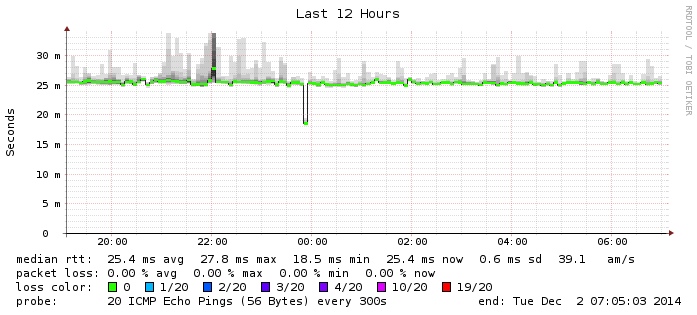 Last 12 Hours
RRDTOOL / TOBI OETIKER
Seconds
30 m
25 m
20 m
15 m
10 m
5 m
0
20:00 22:00 00:00 02:00 04:00 06:00
median rtt: 25.4 ms avg 27.8 ms max 18.5 ms min 25.4 ms now 0.6 ms sd 39.1 am/s
packet loss: 0.00 % avg 0.00 % max 0.00 % min 0.00 % now
loss color: 0 1/20 2/20 3/20 4/20 10/20 19/20
probe: 20 ICMP Echo Pings (56 Bytes) every 300s end: Tue Dec 2 07:05:03 2014